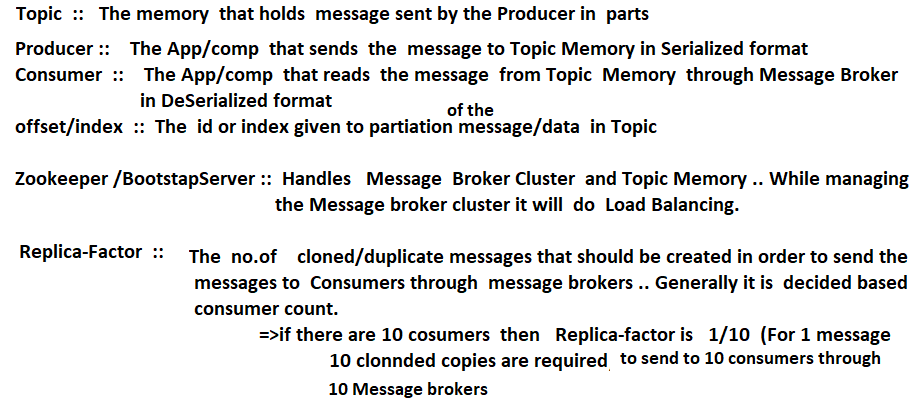 Topic :: The memory that holds message sent by the Producer in parts
Producer :: The App/comp that sends the message to Topic Memory in Serialized format
Consumer :: The App/comp that reads the message from Topic Memory through Message Broker
in DeSerialized format
of the
offset/index :: The id or index given to partiation message/data in Topic
Zookeeper /BootstapServer :: Handles Message Broker Cluster and Topic Memory .. While managing
the Message broker cluster it will do Load Balancing.
Replica-Factor :: The no.of cloned/duplicate messages that should be created in order to send the
messages to Consumers through message brokers .. Generally it is decided based
consumer count.
=>if there are 10 cosumers then Replica-factor is 1/10 (For 1 message
10 clonnded copies are required to send to 10 consumers through
10 Message brokers